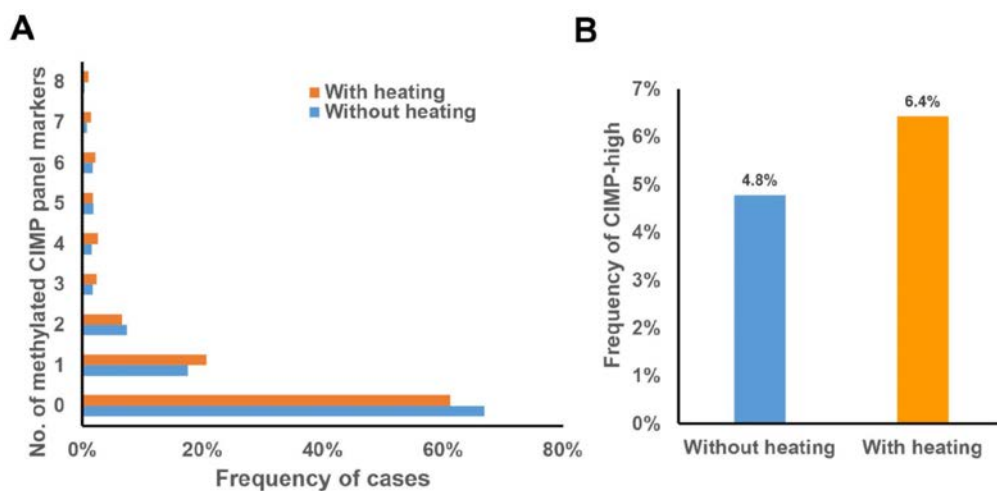 A
No. of methylated CIMP panel markers
8
7
6
5
4
3
2
1
0
With heating
Without heating
0%
20%
40%
60%
80%
Frequency of cases
B
Frequency of CIMP-high
7%
6%
5%
4%
3%
2%
1%
0%
4.8%
6.4%
Without heating
With heating